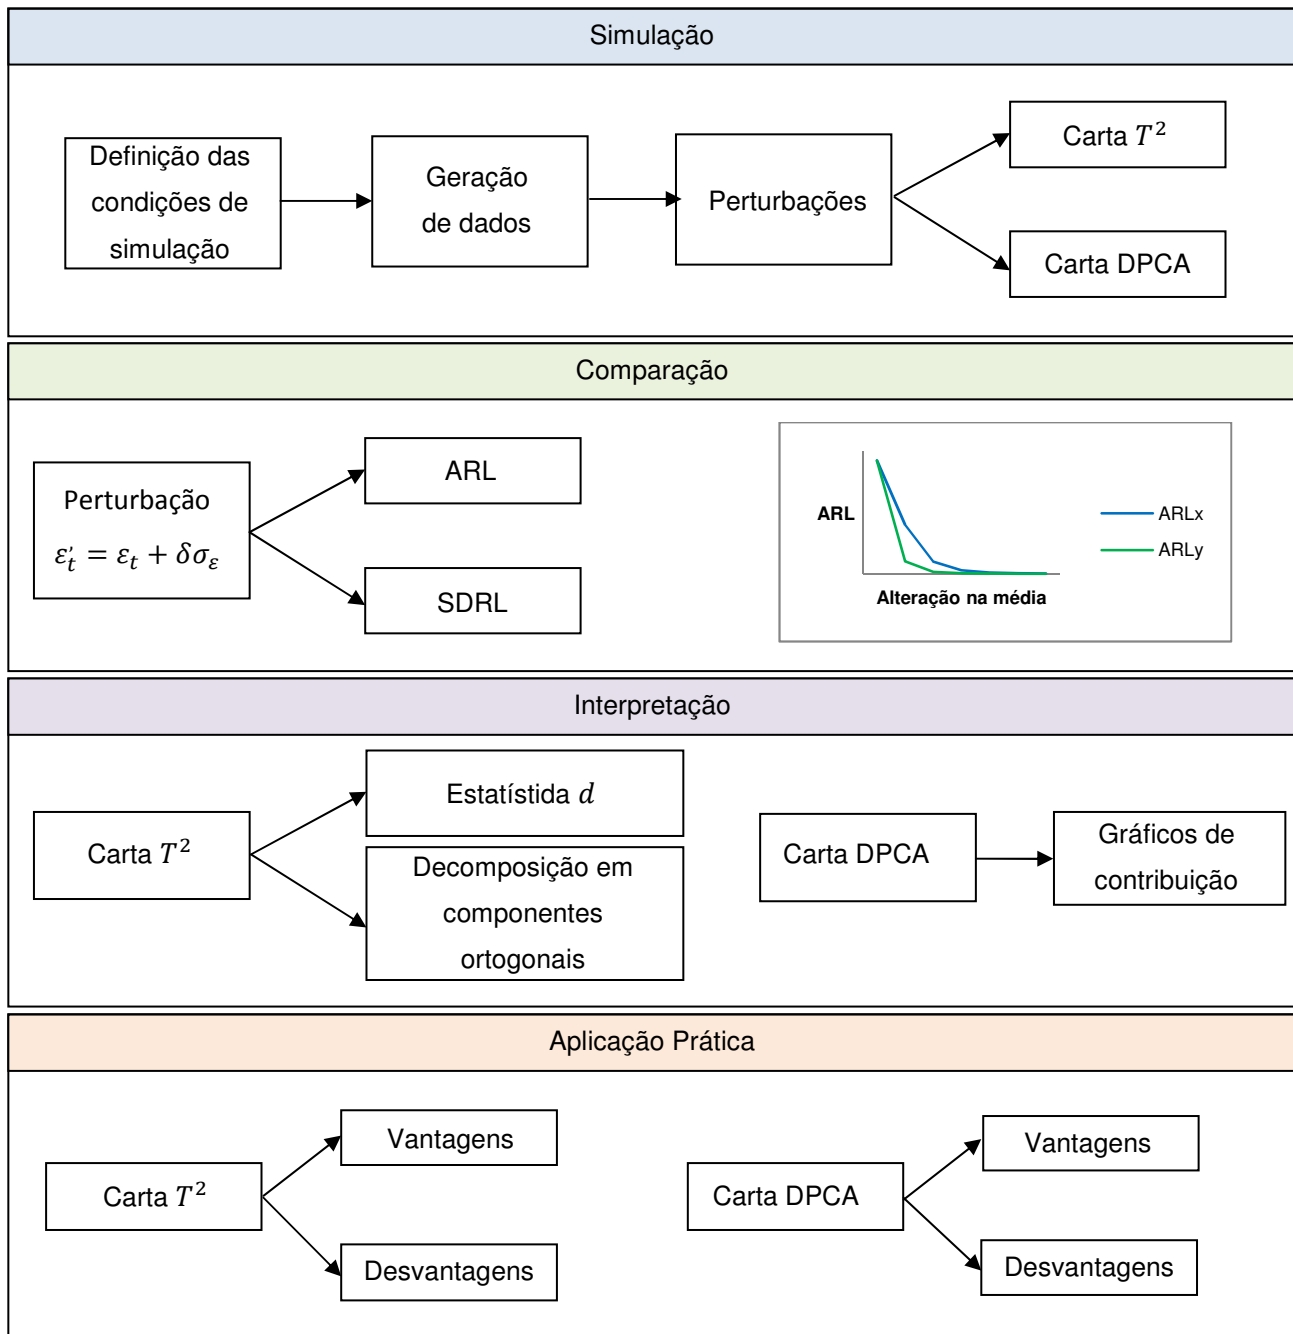 Simulação
Definição das
condições de
simulação
Geração
de dados
Perturbações
Carta T²
Carta DPCA
Comparação
Perturbação
ε't = εt + δσε
ARL
SDRL
ARL
Alteração na média
ARLx
ARLy
Interpretação
Carta T²
Estatístida d
Decomposição em
componentes
ortogonais
Carta DPCA
Gráficos de
contribuição
Aplicação Prática
Carta T²
Vantagens
Desvantagens
Carta DPCA
Vantagens
Desvantagens